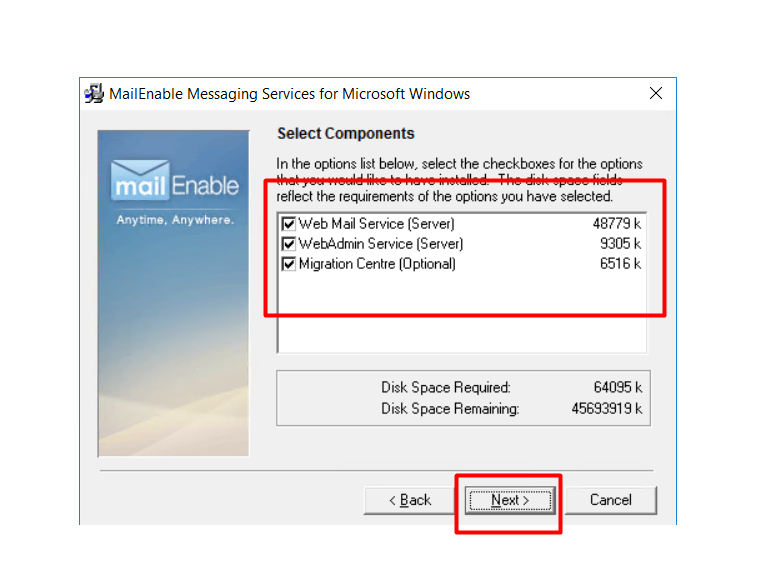 MailEnable Messaging Services for Microsoft Windows
mail Enable
Anytime, Anywhere.
Select Components
In the options list below, select the checkboxes for the options
that you would like to have installed. The disk space fields
reflect the requirements of the options you have selected.
Web Mail Service (Server) 48779 k
WebAdmin Service (Server) 9305 k
Migration Centre (Optional) 6516 k
Disk Space Required: 64095 k
Disk Space Remaining: 45693919 k
< Back Next > Cancel